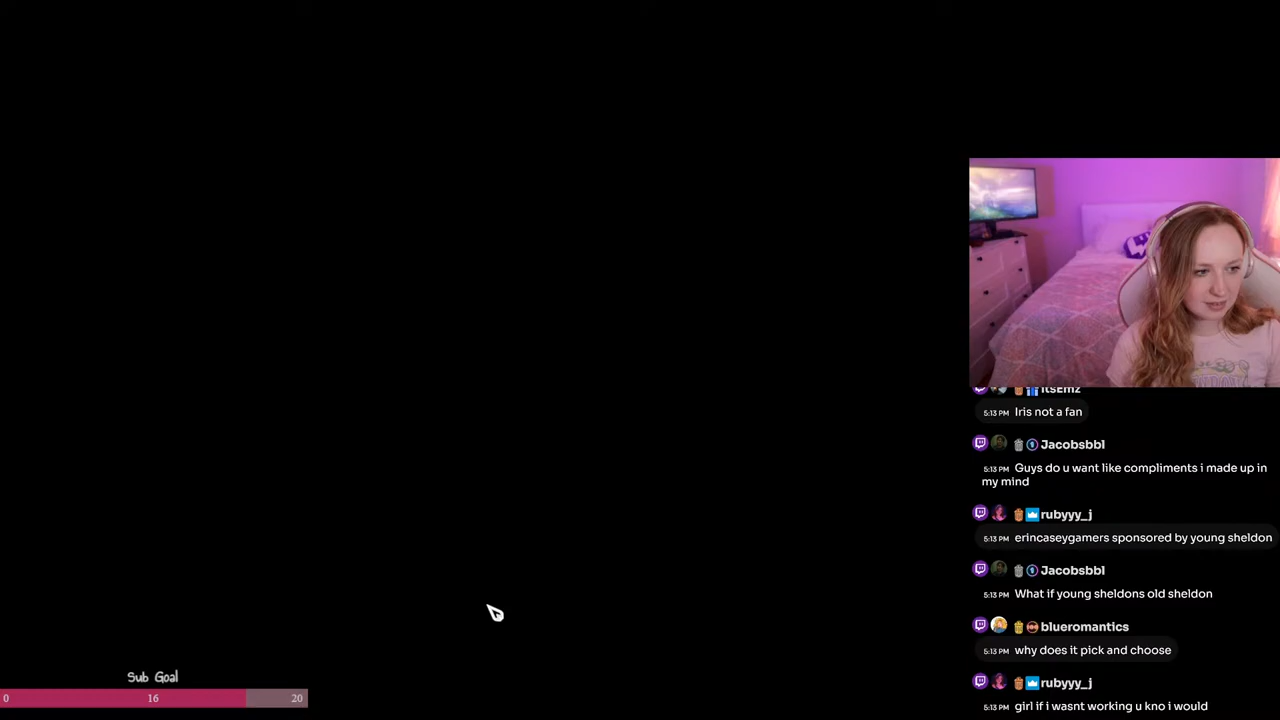 ItsEmz
5:13 PM Iris not a fan
Jacobsbbl
5:13 PM Guys do u want like compliments i made up in
my mind
rubyyy_j
5:13 PM erincaseygamers sponsored by young sheldon
Jacobsbbl
5:13 PM What if young sheldons old sheldon
blueromantics
5:13 PM why does it pick and choose
rubyyy_j
5:13 PM girl if i wasnt working u kno i would
Sub Goal
0 16 20